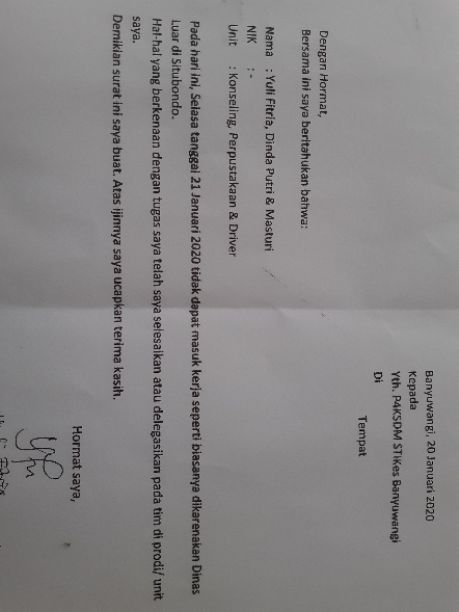 Banyuwangi, 20 Januari 2020
Kepada
Yth. P4KSDM STIKes Banyuwangi
Di
Tempat
Dengan Hormat,
Bersama ini saya beritahukan bahwa:
Nama : Yuli Fitria, Dinda Putri & Masturi
NIK : -
Unit : Konseling, Perpustakaan & Driver
Pada hari ini, Selasa tanggal 21 Januari 2020 tidak dapat masuk kerja seperti biasanya dikarenakan Dinas
Luar di Situbondo.
Hal-hal yang berkenaan dengan tugas saya telah saya selesaikan atau delegasikan pada tim di prodi/ unit
saya.
Demikian surat ini saya buat. Atas ijinnya saya ucapkan terima kasih.
Hormat saya,